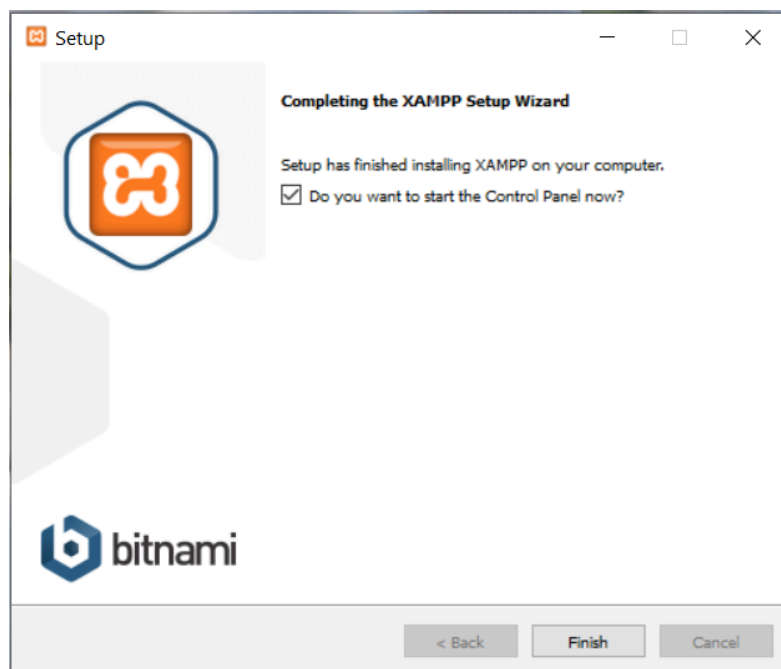 Setup
Completing the XAMPP Setup Wizard
Setup has finished installing XAMPP on your computer.
Do you want to start the Control Panel now?
bitnami
< Back
Finish
Cancel